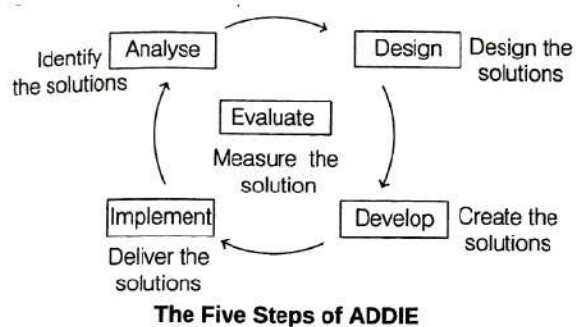 Analyse
Identify
the solutions
Design
Design the
solutions
Evaluate
Measure the
solution
Implement
Deliver the
solutions
Develop
Create the
solutions
The Five Steps of ADDIE